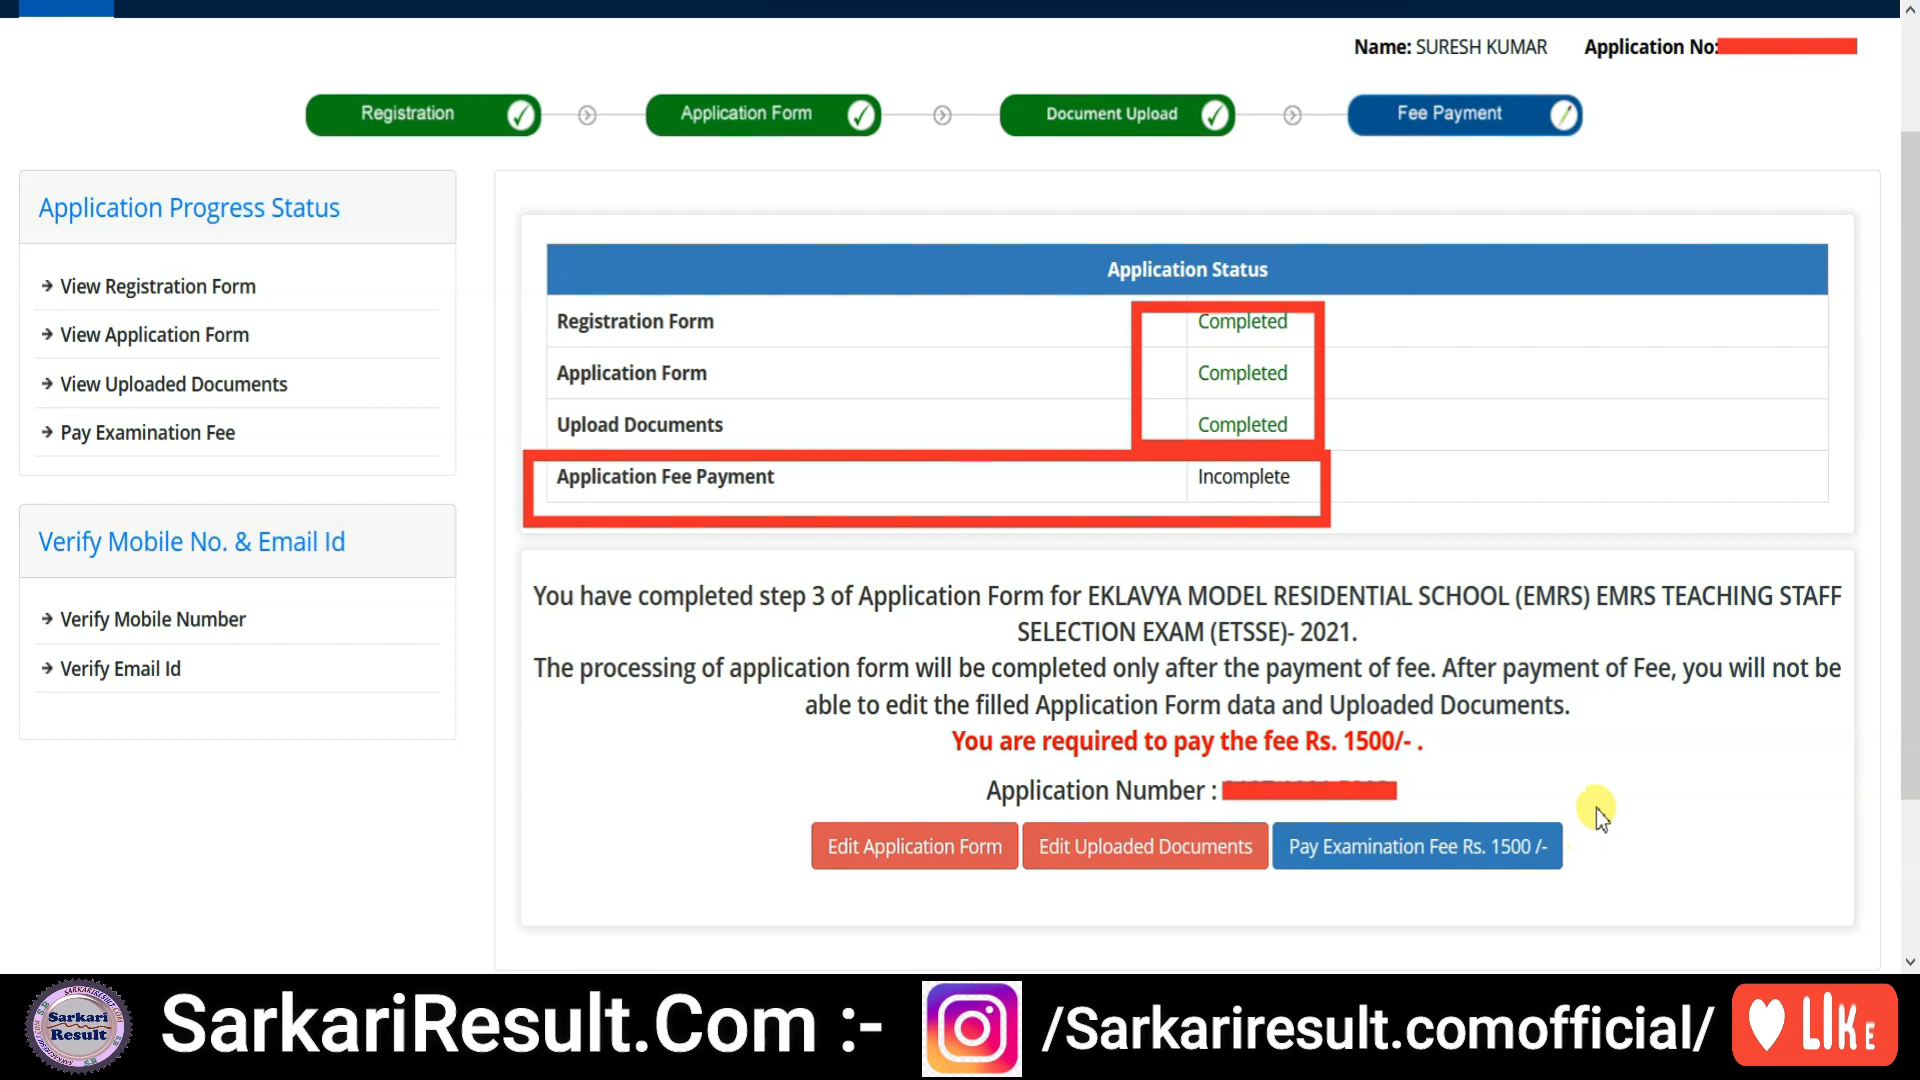 Name: SURESH KUMAR Application No:
Registration
Application Form
Document Upload
Fee Payment
Application Progress Status
View Registration Form
View Application Form
View Uploaded Documents
Pay Examination Fee
Verify Mobile No. & Email Id
Verify Mobile Number
Verify Email Id
Application Status
Registration Form Completed
Application Form Completed
Upload Documents Completed
Application Fee Payment Incomplete
You have completed step 3 of Application Form for EKLAVYA MODEL RESIDENTIAL SCHOOL (EMRS) EMRS TEACHING STAFF
SELECTION EXAM (ETSSE)- 2021.
The processing of application form will be completed only after the payment of fee. After payment of Fee, you will not be
able to edit the filled Application Form data and Uploaded Documents.
You are required to pay the fee Rs. 1500/- .
Application Number :
Edit Application Form
Edit Uploaded Documents
Pay Examination Fee Rs. 1500 /-
Sarkari
Result
SarkariResult.Com :- /Sarkariresult.comofficial/ LIKE